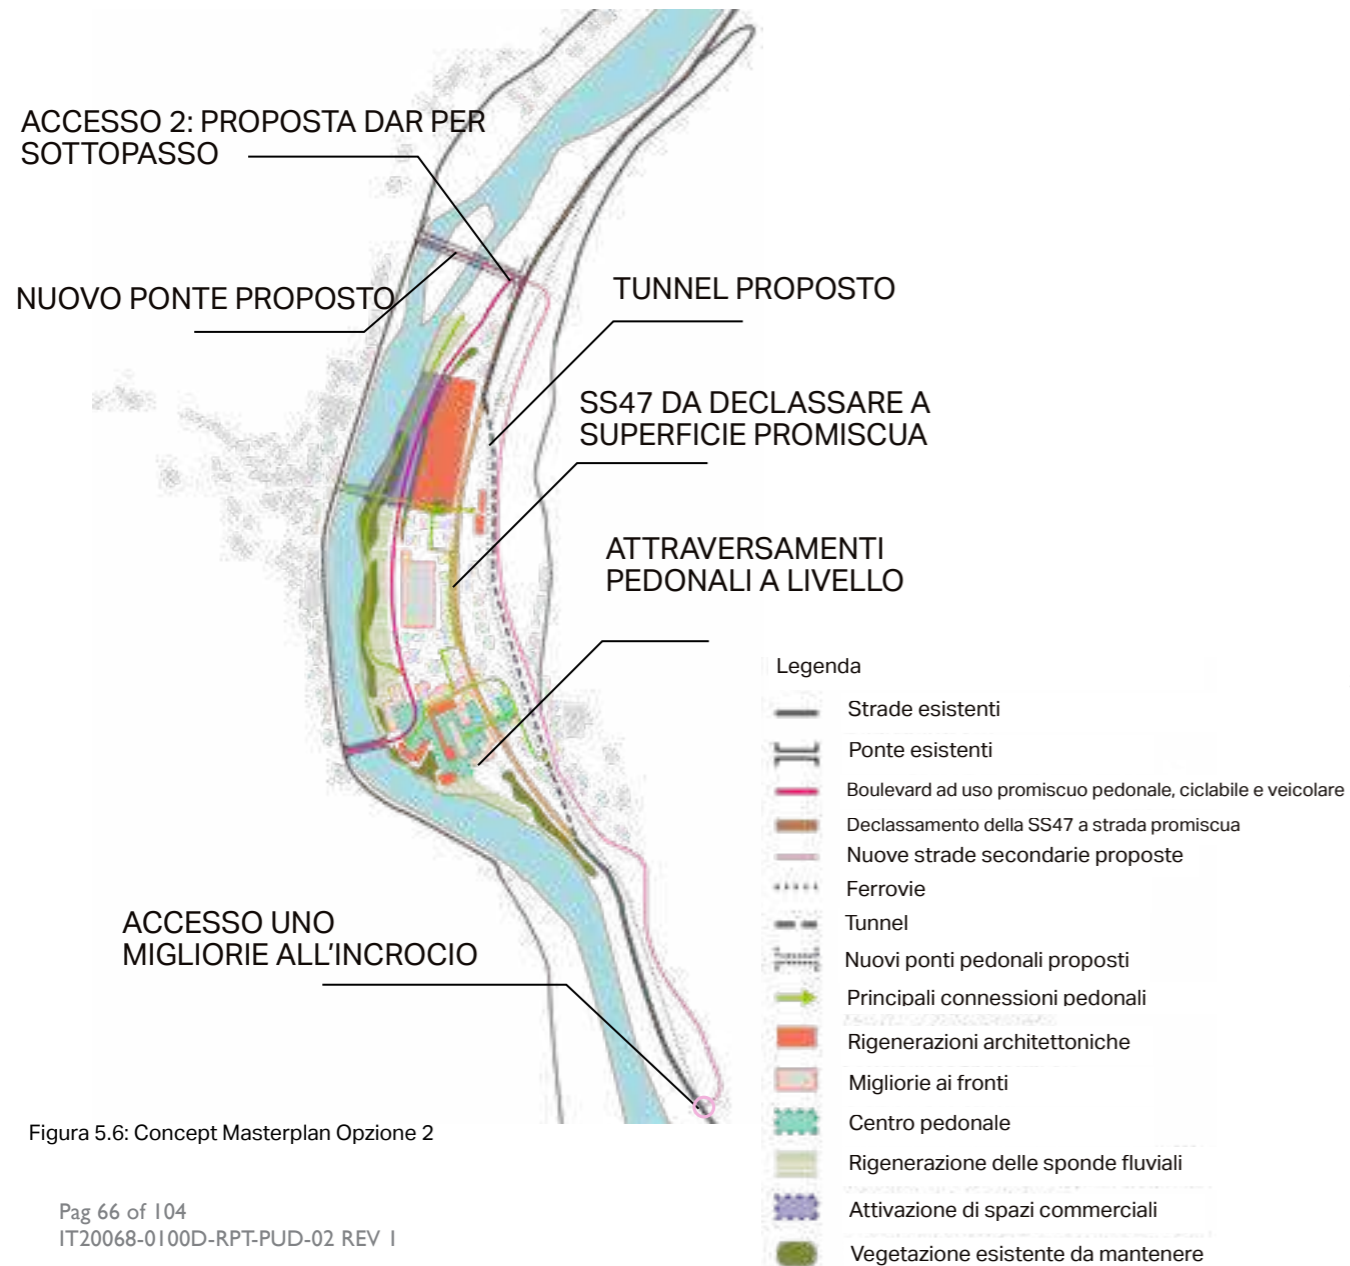 ACCESSO 2: PROPOSTA DAR PER
SOTTOPASSO
NUOVO PONTE PROPOSTO
TUNNEL PROPOSTO
SS47 DA DECLASSARE A
SUPERFICIE PROMISCUA
ATTRAVERSAMENTI
PEDONALI A LIVELLO
ACCESSO UNO
MIGLIORIE ALL'INCROCIO
Legenda
Strade esistenti
Ponte esistenti
Boulevard ad uso promiscuo pedonale, ciclabile e veicolare
Declassamento della SS47 a strada promiscua
Nuove strade secondarie proposte
Ferrovie
Tunnel
Nuovi ponti pedonali proposti
Principali connessioni pedonali
Rigenerazioni architettoniche
Migliorie ai fronti
Centro pedonale
Rigenerazione delle sponde fluviali
Attivazione di spazi commerciali
Vegetazione esistente da mantenere
Figura 5.6: Concept Masterplan Opzione 2
Pag 66 of 104
IT20068-0100D-RPT-PUD-02 REV 1